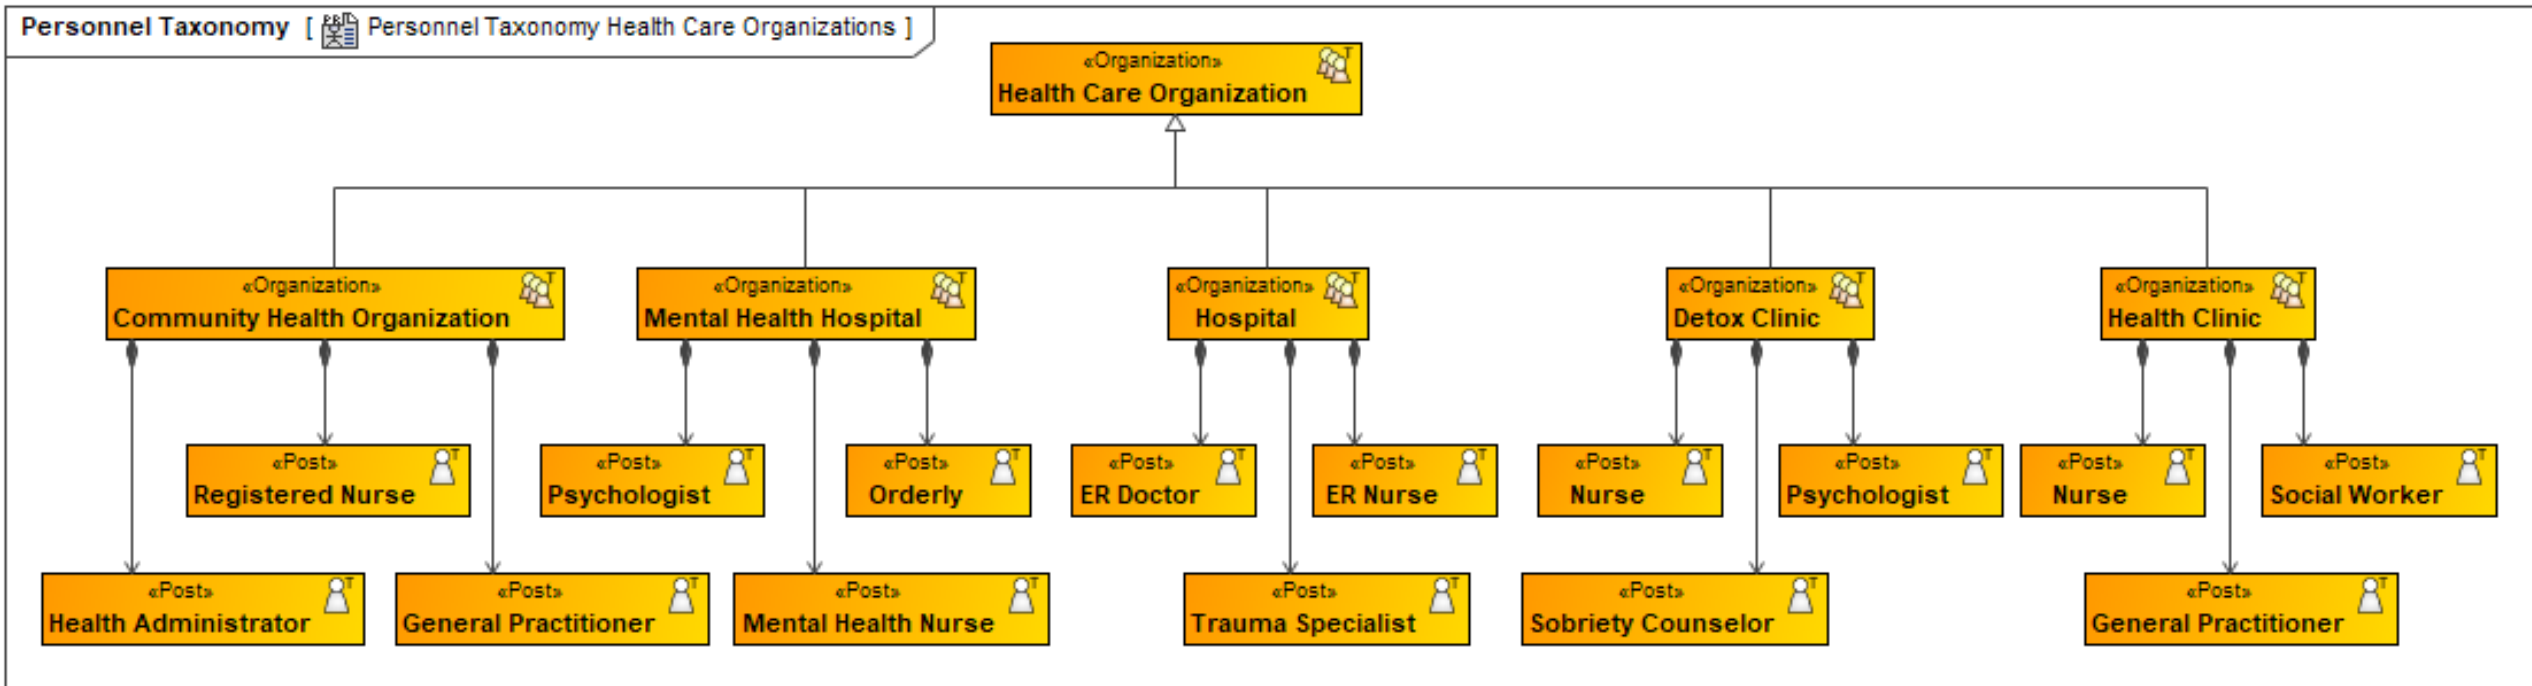 Personnel Taxonomy [ Personnel Taxonomy Health Care Organizations ]
«Organization»
Health Care Organization
«Organization»
Community Health Organization
«Organization»
Mental Health Hospital
«Organization»
Hospital
«Organization»
Detox Clinic
«Organization»
Health Clinic
«Post»
Registered Nurse
«Post»
Psychologist
«Post»
Orderly
«Post»
ER Doctor
«Post»
ER Nurse
«Post»
Nurse
«Post»
Psychologist
«Post»
Nurse
«Post»
Social Worker
«Post»
Health Administrator
«Post»
General Practitioner
«Post»
Mental Health Nurse
«Post»
Trauma Specialist
«Post»
Sobriety Counselor
«Post»
General Practitioner